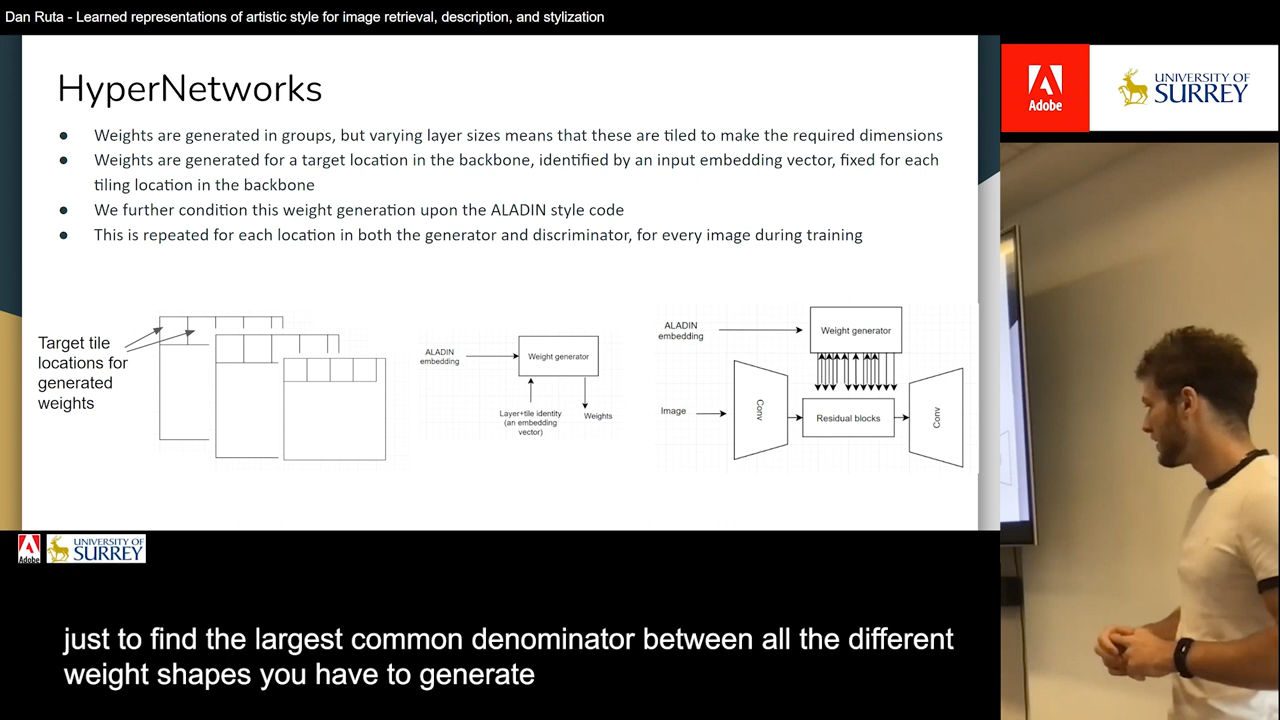 Dan Ruta - Learned representations of artistic style for image retrieval, description, and stylization
HyperNetworks
● Weights are generated in groups, but varying layer sizes means that these are tiled to make the required dimensions
● Weights are generated for a target location in the backbone, identified by an input embedding vector, fixed for each
tiling location in the backbone
● We further condition this weight generation upon the ALADIN style code
● This is repeated for each location in both the generator and discriminator, for every image during training
Target tile
locations for
generated
weights
ALADIN
embedding
Weight generator
Layer+tile identity
(an embedding
vector)
Weights
ALADIN
embedding
Weight generator
Image
Conv
Residual blocks
Conv
Adobe
UNIVERSITY OF
SURREY
Adobe
UNIVERSITY OF
SURREY
just to find the largest common denominator between all the different
weight shapes you have to generate